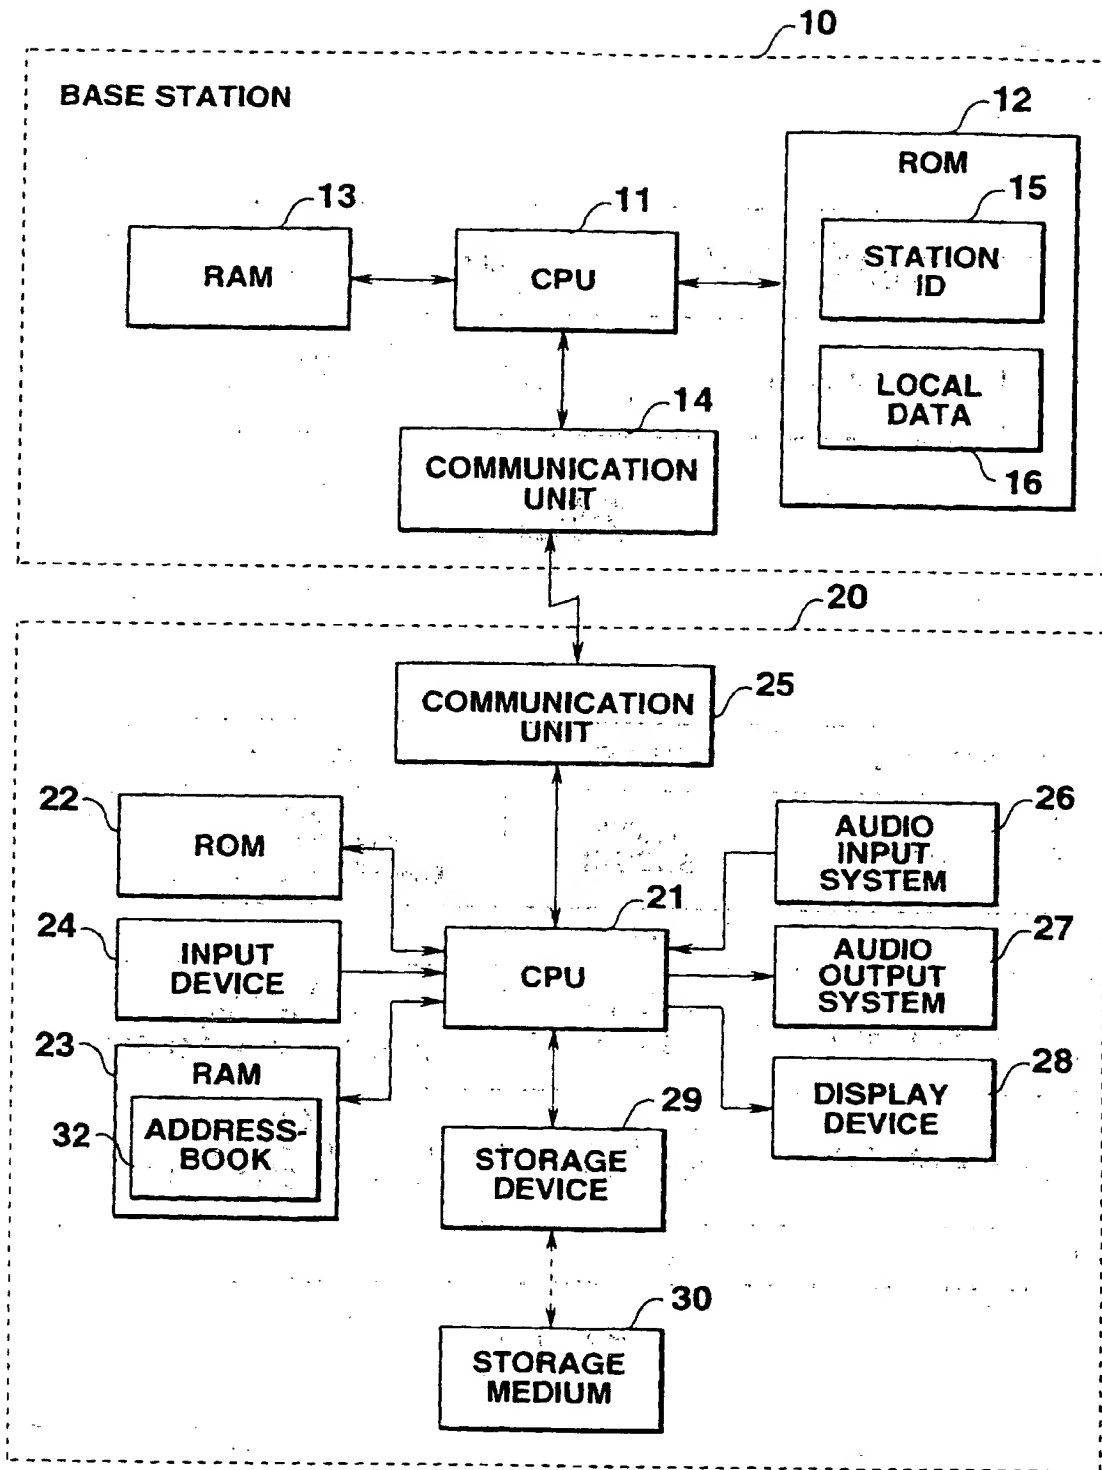 10
BASE STATION
12
ROM
13
11
15
RAM
CPU
STATION
ID
LOCAL
DATA
14
16
COMMUNICATION
UNIT
20
COMMUNICATION
UNIT
25
22
ROM
26
AUDIO
INPUT
SYSTEM
24
INPUT
DEVICE
21
CPU
27
AUDIO
OUTPUT
SYSTEM
23
RAM
32
ADDRESS-
BOOK
28
DISPLAY
DEVICE
29
STORAGE
DEVICE
30
STORAGE
MEDIUM